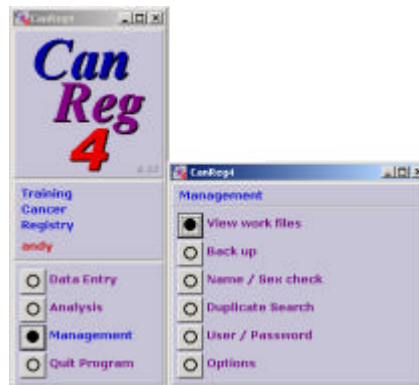 CanReg4
Can
Reg
4
Training
Cancer
Registry
andy
Data Entry
Analysis
Management
Quit Program
CanReg4
Management
View work files
Back up
Name / Sex check
Duplicate Search
User / Password
Options